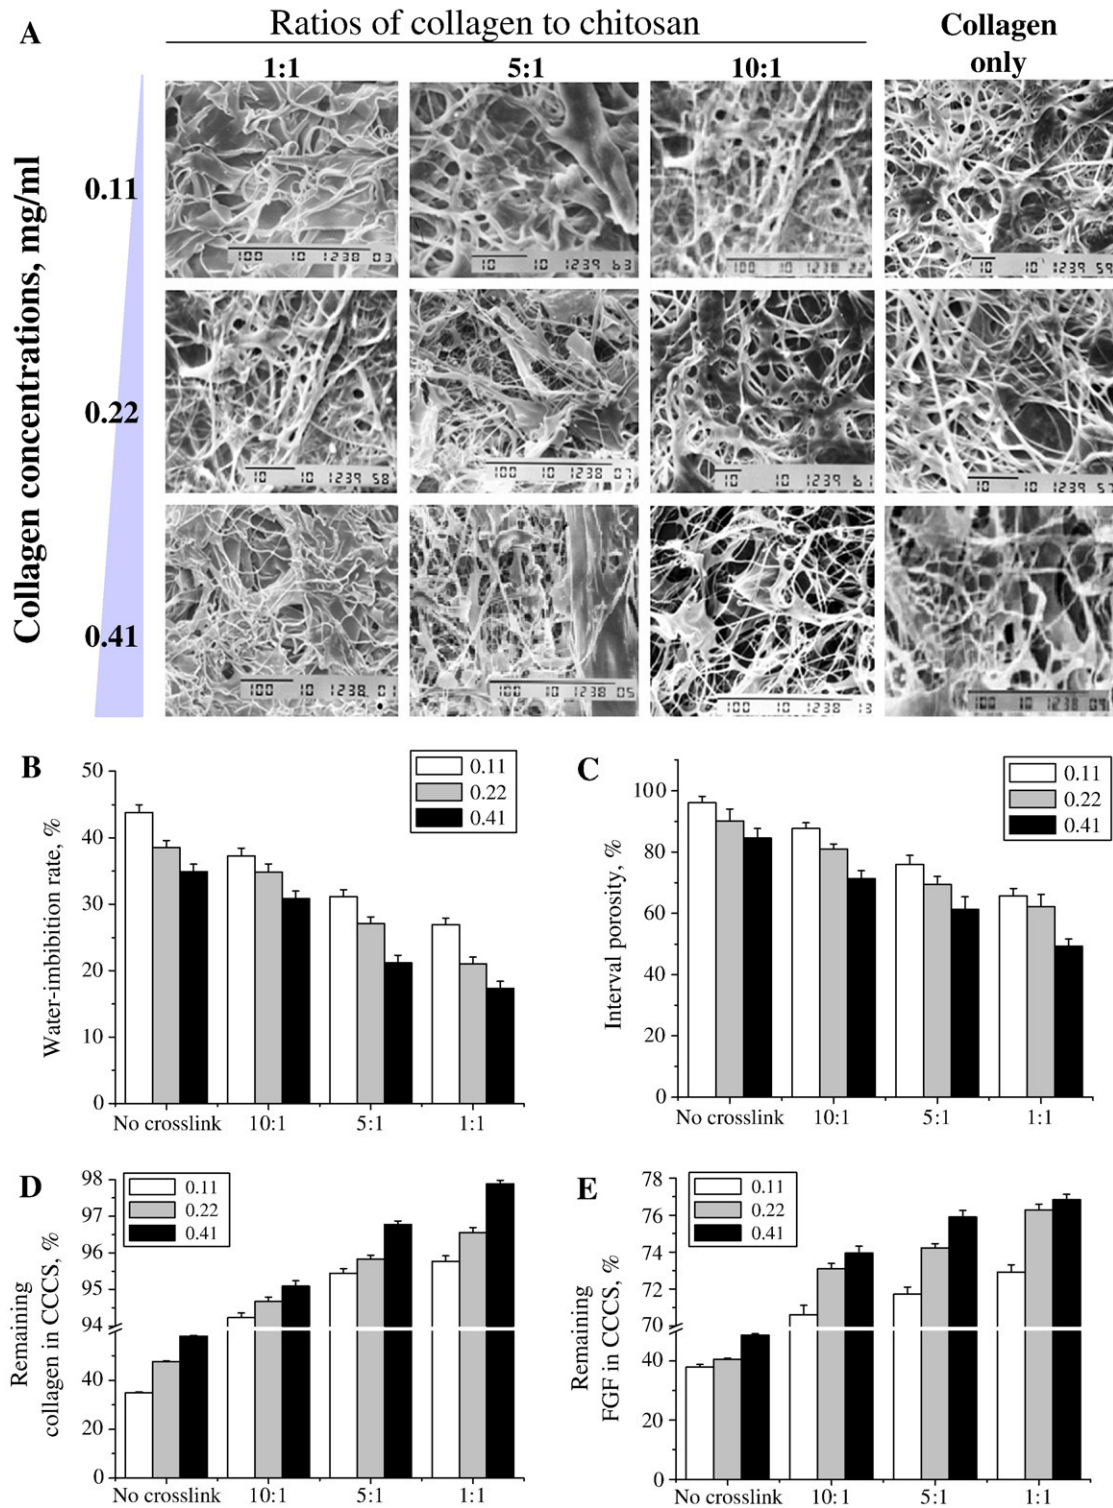 A
Ratios of collagen to chitosan
Collagen only
1:1
5:1
10:1
Collagen concentrations, mg/ml
0.11
100 10 1238 03
10 10 1239 63
100 10 1238 22
10 10 1239 59
0.22
10 10 1239 58
100 10 1238 07
10 10 1239 61
10 10 1239 57
0.41
100 10 1238 01
100 10 1238 05
100 10 1238 13
100 10 1238 09
B
0.11
0.22
0.41
Water-imbibition rate, %
50
40
30
20
10
0
No crosslink 10:1 5:1 1:1
C
0.11
0.22
0.41
Interval porosity, %
100
80
60
40
20
0
No crosslink 10:1 5:1 1:1
D
0.11
0.22
0.41
Remaining
collagen in CCCS, %
98
96
96
95
94
40
20
0
No crosslink 10:1 5:1 1:1
E
0.11
0.22
0.41
Remaining
FGF in CCCS, %
78
76
74
72
70
40
20
0
No crosslink 10:1 5:1 1:1